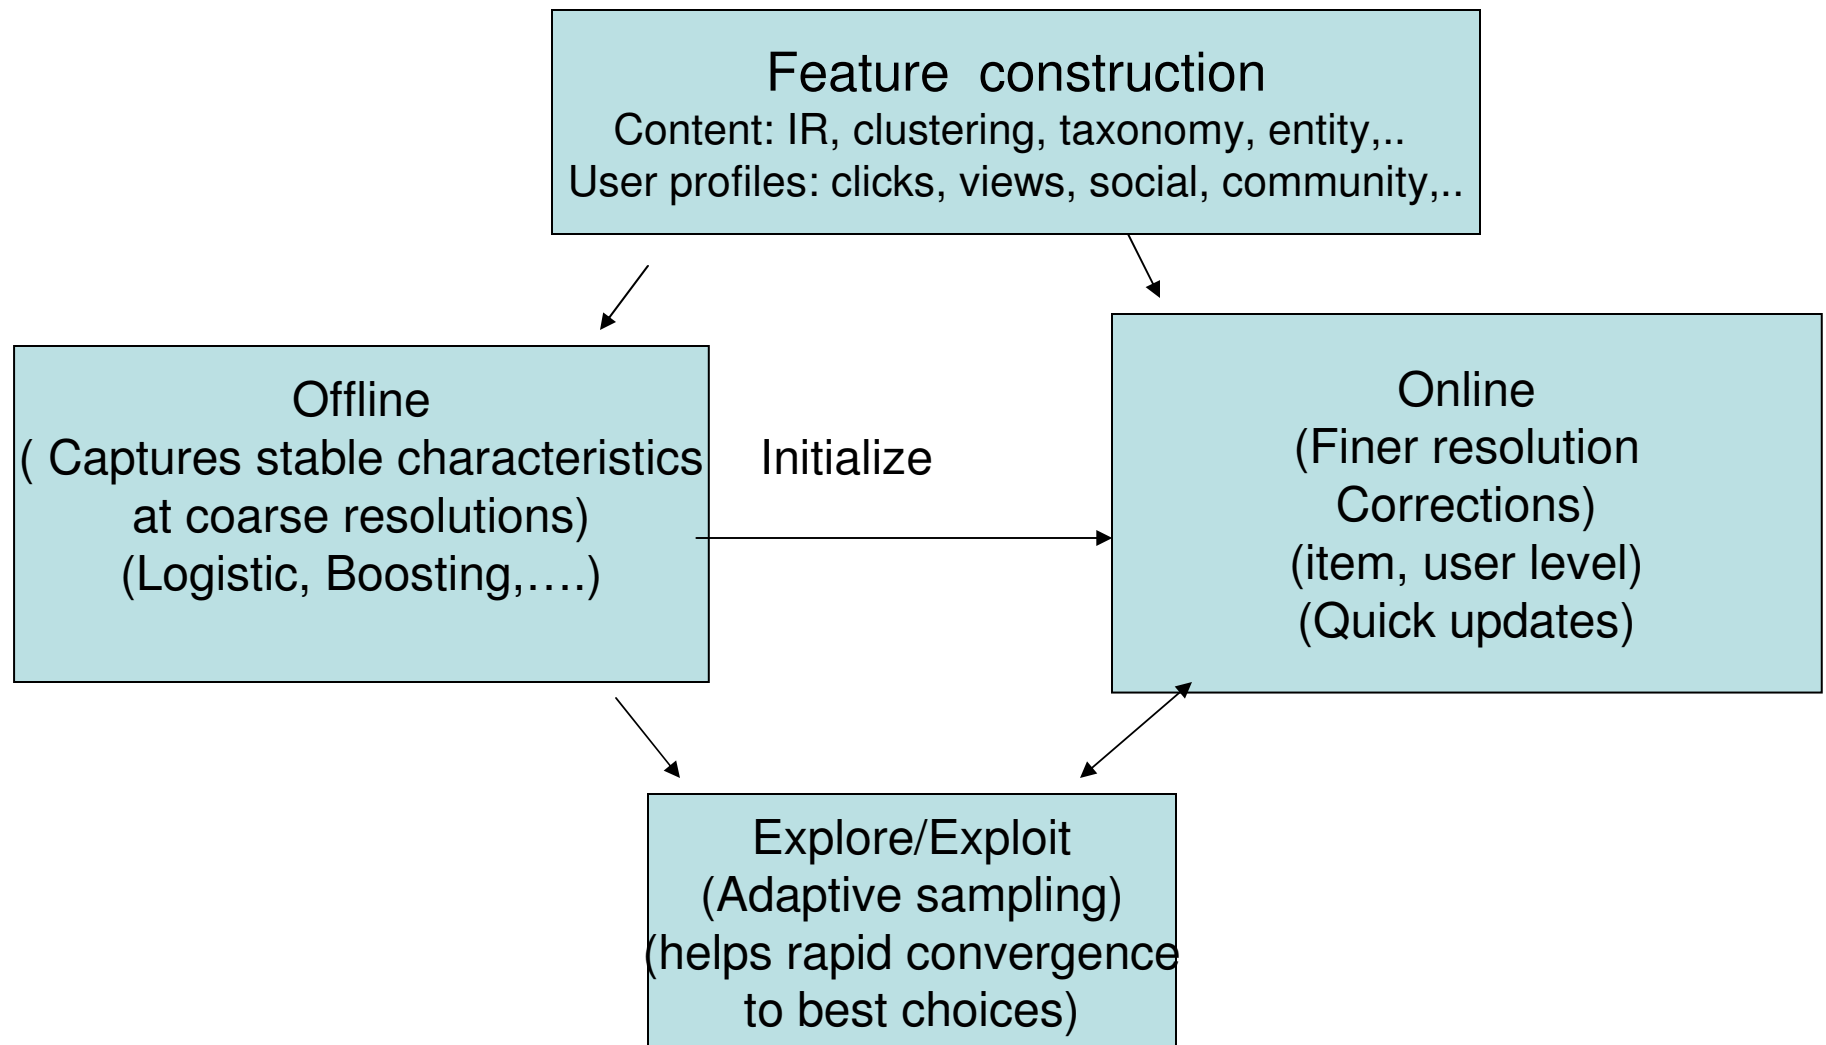 Feature construction
Content: IR, clustering, taxonomy, entity,..
User profiles: clicks, views, social, community,..
Offline
( Captures stable characteristics
at coarse resolutions)
(Logistic, Boosting,....)
Initialize
Online
(Finer resolution
Corrections)
(item, user level)
(Quick updates)
Explore/Exploit
(Adaptive sampling)
(helps rapid convergence
to best choices)